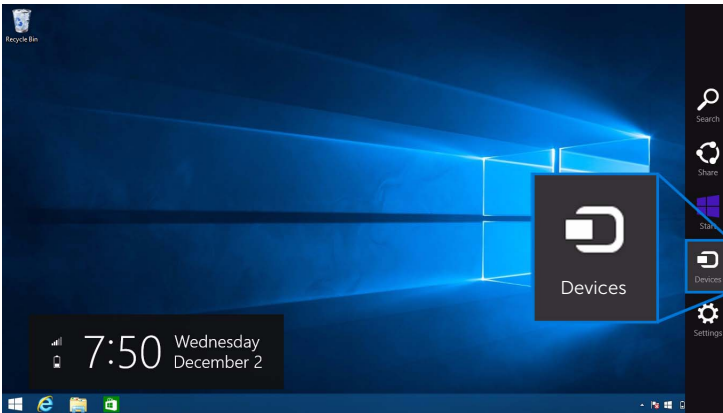 Recycle Bin
Search
Share
Start
Devices
Devices
Settings
7:50
Wednesday
December 2